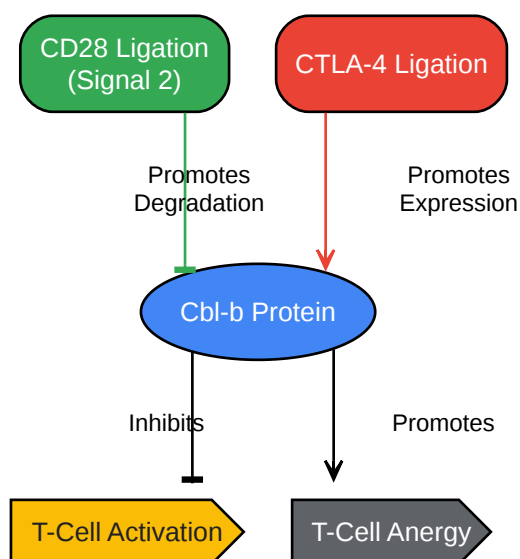 CD28 Ligation
(Signal 2)
CTLA-4 Ligation
Promotes
Degradation
Promotes
Expression
Cbl-b Protein
Inhibits
Promotes
T-Cell Activation
T-Cell Anergy